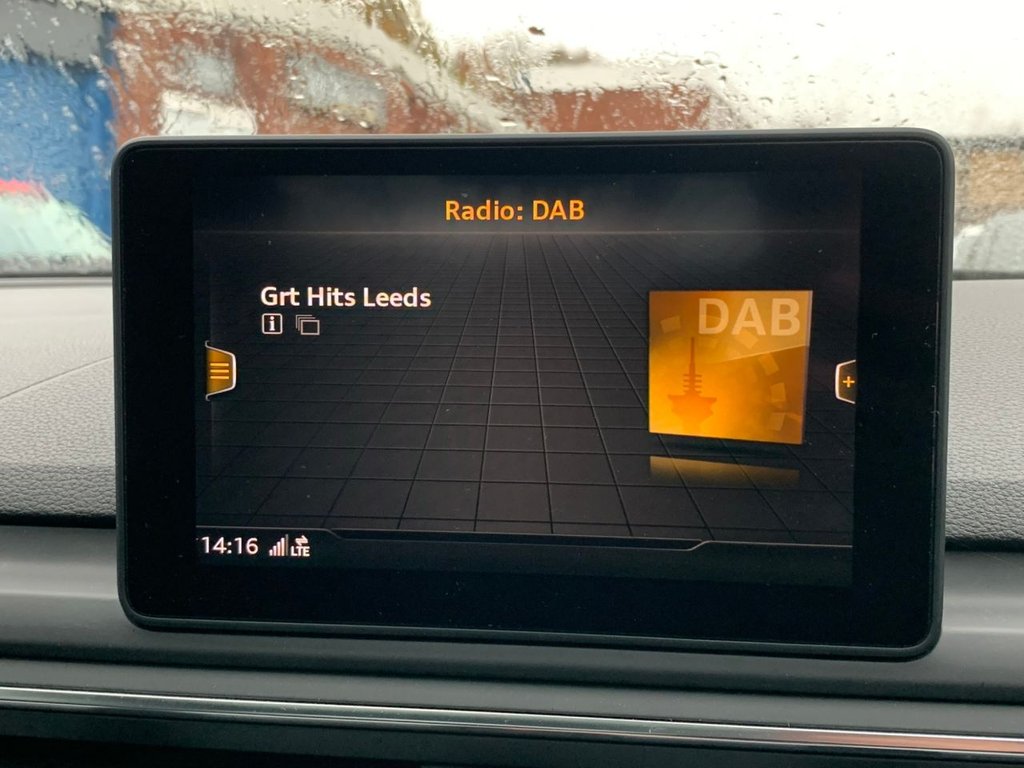 Radio: DAB
Grt Hits Leeds
DAB
14:16 LTE